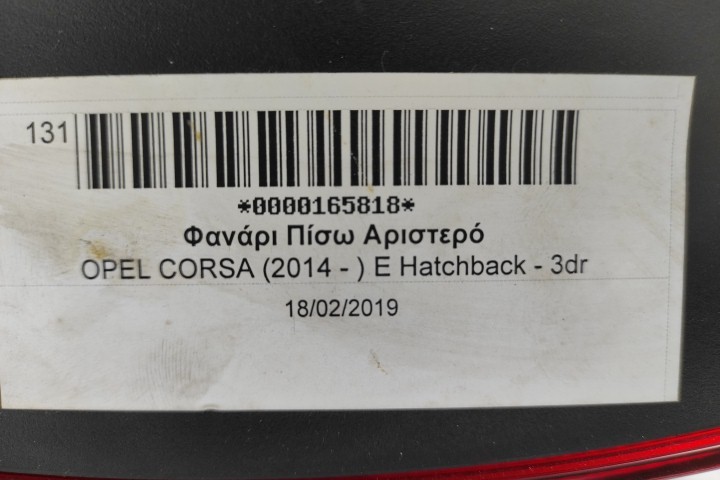 131
*0000165818*
Φανάρι Πίσω Αριστερό
OPEL CORSA (2014 - ) E Hatchback - 3dr
18/02/2019